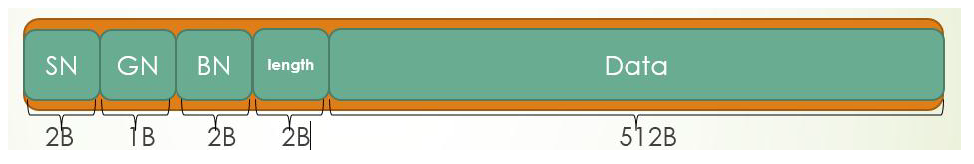 SN GN BN length Data
2B 1B 2B 2B 512B